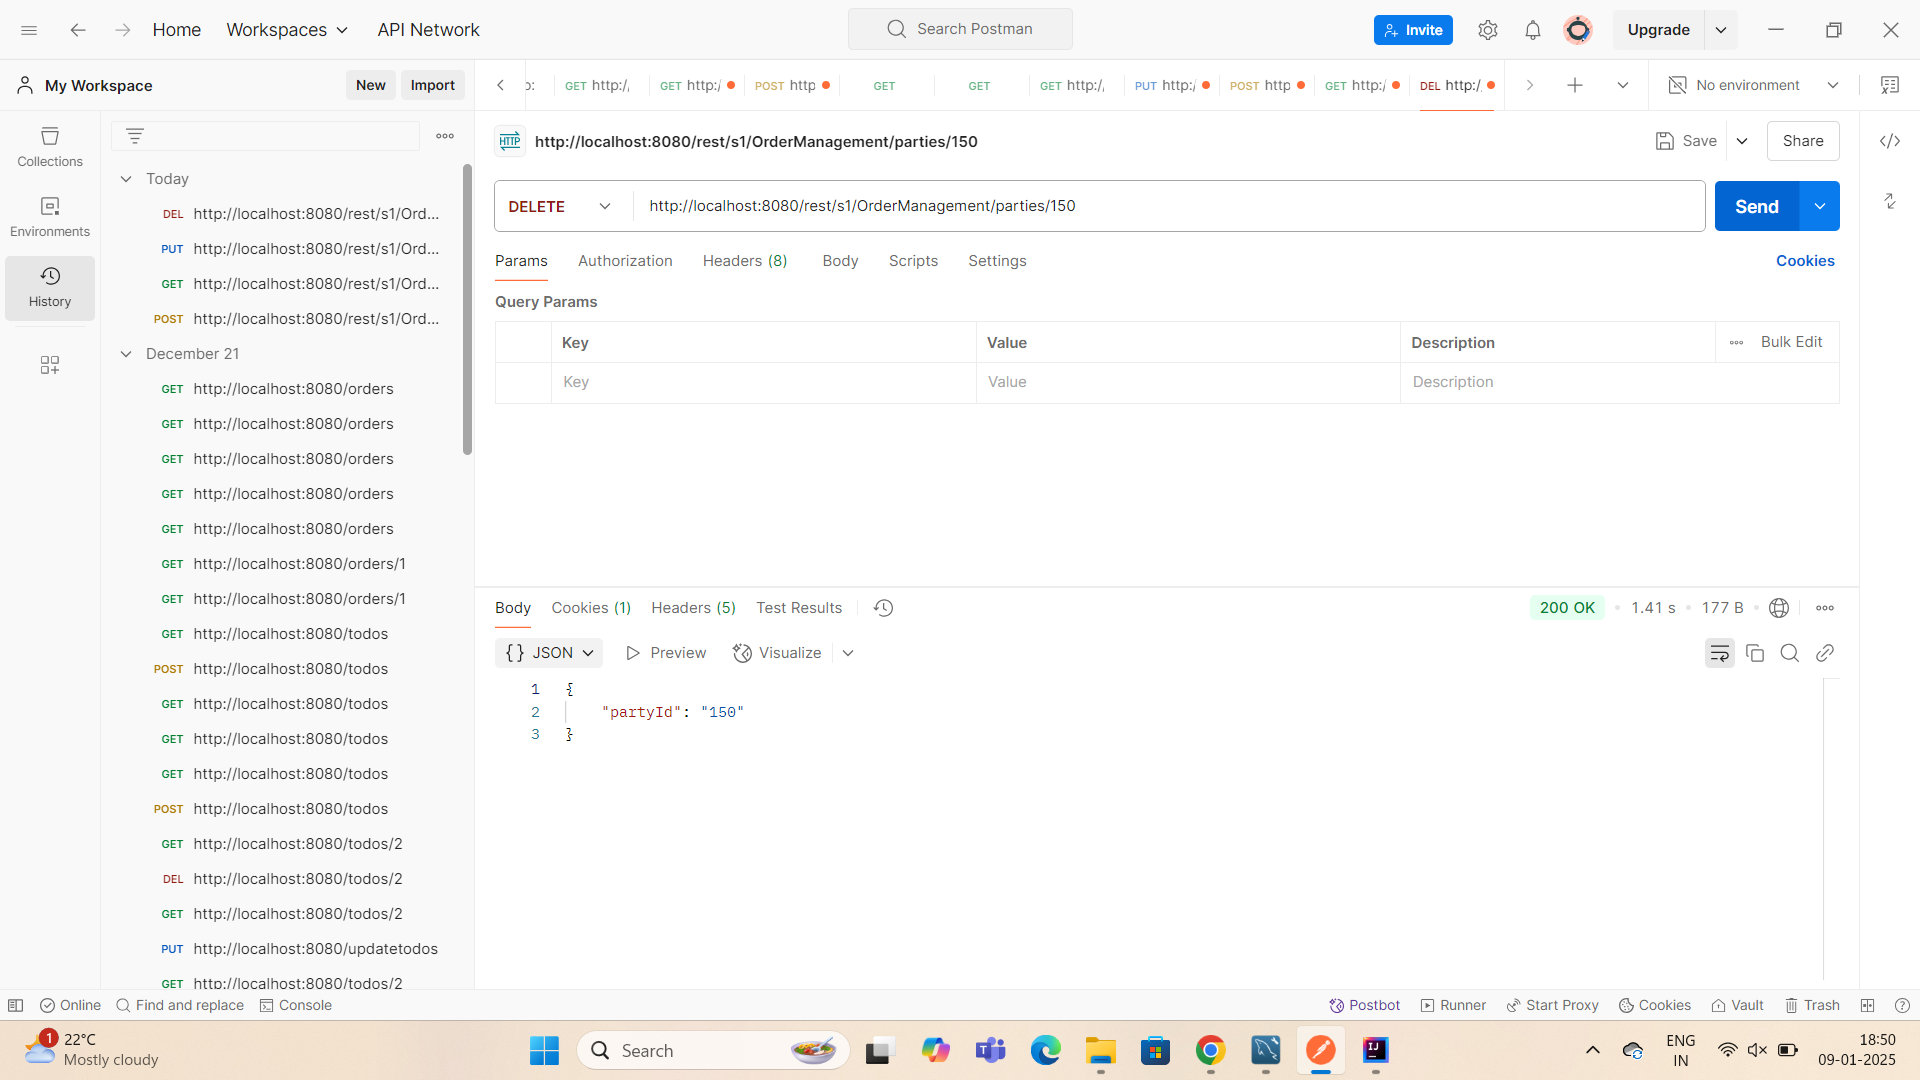 Home Workspaces API Network Search Postman Invite Upgrade
My Workspace New Import
GET http:/, GET http:/ POST http GET GET GET http:/, PUT http:/ POST http GET http:/ DEL http:/ No environment
Collections
Environments
History
Today
DEL http://localhost:8080/rest/s1/Ord...
PUT http://localhost:8080/rest/s1/Ord...
GET http://localhost:8080/rest/s1/Ord...
POST http://localhost:8080/rest/s1/Ord...
December 21
GET http://localhost:8080/orders
GET http://localhost:8080/orders
GET http://localhost:8080/orders
GET http://localhost:8080/orders
GET http://localhost:8080/orders
GET http://localhost:8080/orders/1
GET http://localhost:8080/orders/1
GET http://localhost:8080/todos
POST http://localhost:8080/todos
GET http://localhost:8080/todos
GET http://localhost:8080/todos
GET http://localhost:8080/todos
POST http://localhost:8080/todos
GET http://localhost:8080/todos/2
DEL http://localhost:8080/todos/2
GET http://localhost:8080/todos/2
PUT http://localhost:8080/updatetodos
GET http://localhost:8080/todos/2
HTTP http://localhost:8080/rest/s1/OrderManagement/parties/150 Save Share
DELETE http://localhost:8080/rest/s1/OrderManagement/parties/150 Send
Params Authorization Headers (8) Body Scripts Settings Cookies
Query Params
Key Value Description Bulk Edit
Key Value Description
Body Cookies (1) Headers (5) Test Results 200 OK 1.41 s 177 B
{} JSON Preview Visualize
1 {
2 "partyId": "150"
3 }
Online Find and replace Console Postbot Runner Start Proxy Cookies Vault Trash
1 22°C
Mostly cloudy
Search
ENG
IN
18:50
09-01-2025